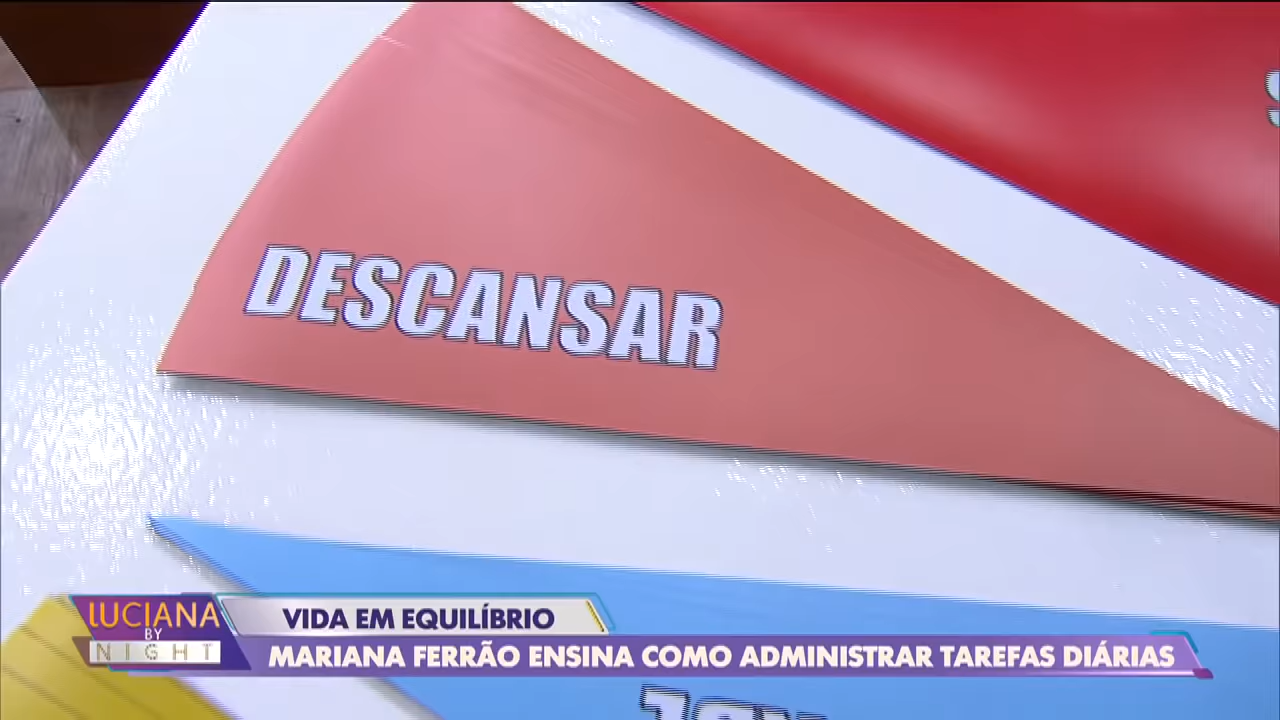 DESCANSAR
LUCIANA
BY
NIGHT
VIDA EM EQUILÍBRIO
MARIANA FERRÃO ENSINA COMO ADMINISTRAR TAREFAS DIÁRIAS